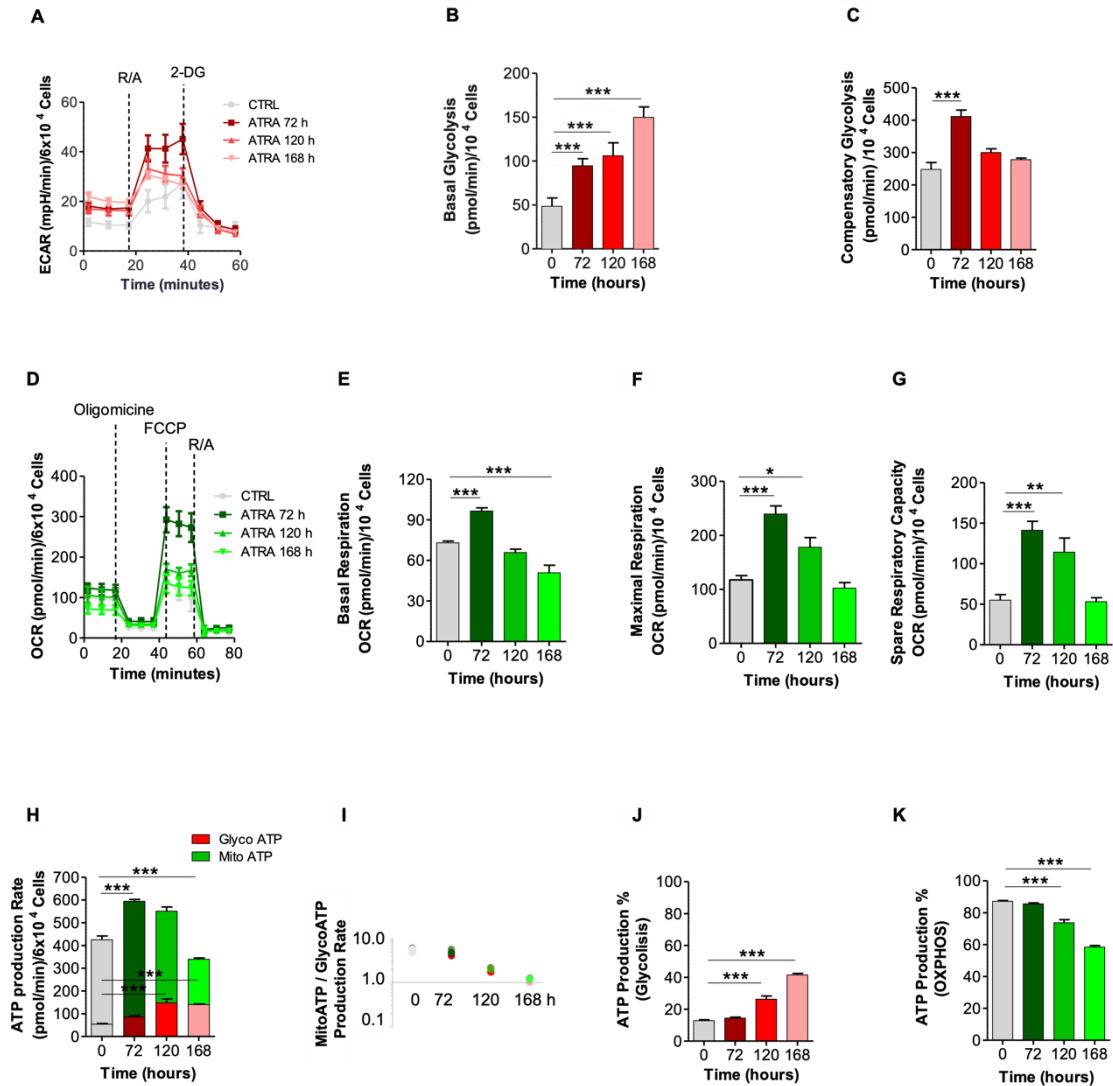 A
R/A
2-DG
CTRL
ATRA 72 h
ATRA 120 h
ATRA 168 h
ECAR (mpH/min)/6x10 4 Cells
60
40
20
0
0 20 40 60
Time (minutes)
B
Basal Glycolysis
(pmol/min)/10 4 Cells
200
150
100
50
0
***
***
***
0 72 120 168
Time (hours)
C
Compensatory Glycolysis
(pmol/min) /10 4 Cells
500
400
300
200
100
0
***
0 72 120 168
Time (hours)
D
Oligomicine
FCCP
R/A
CTRL
ATRA 72 h
ATRA 120 h
ATRA 168 h
OCR (pmol/min)/6x10 4 Cells
400
300
200
100
0
0 20 40 60 80
Time (minutes)
E
Basal Respiration
OCR (pmol/min)/10 4 Cells
120
90
60
30
0
***
***
0 72 120 168
Time (hours)
F
Maximal Respiration
OCR (pmol/min)/10 4 Cells
300
200
100
0
*
***
0 72 120 168
Time (hours)
G
Spare Respiratory Capacity
OCR (pmol/min)/10 4 Cells
200
150
100
50
0
**
***
0 72 120 168
Time (hours)
H
Glyco ATP
Mito ATP
ATP production Rate
(pmol/min)/6x10 4 Cells
700
600
500
400
300
200
100
0
***
***
***
***
0 72 120 168
Time (hours)
I
MitoATP / GlycoATP
Production Rate
10.0
1.0
0.1
0 72 120 168 h
J
ATP Production %
(Glycolisis)
100
80
60
40
20
0
***
***
0 72 120 168
Time (hours)
K
ATP Production %
(OXPHOS)
100
80
60
40
20
0
***
***
0 72 120 168
Time (hours)